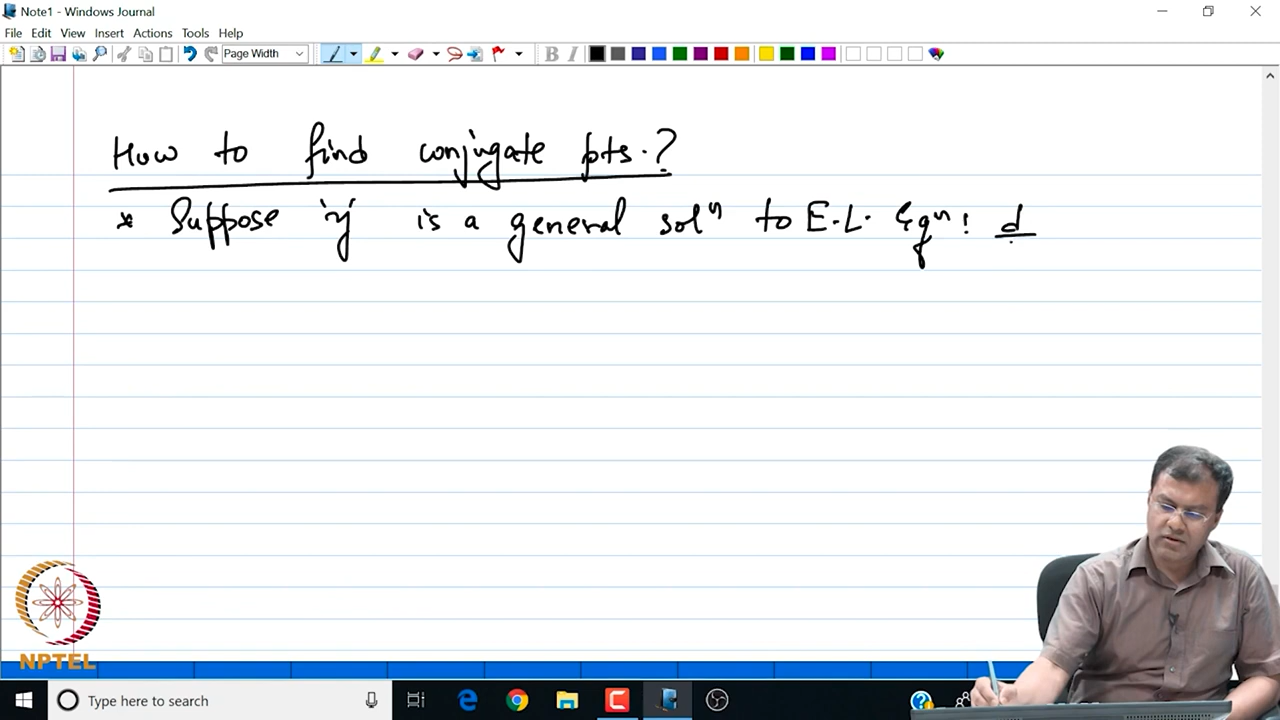 Note1 - Windows Journal
File Edit View Insert Actions Tools Help
Page Width B I
How to find conjugate pts.?
* Suppose 'y' is a general solⁿ to E.L. Eqⁿ: d
NPTEL
Type here to search